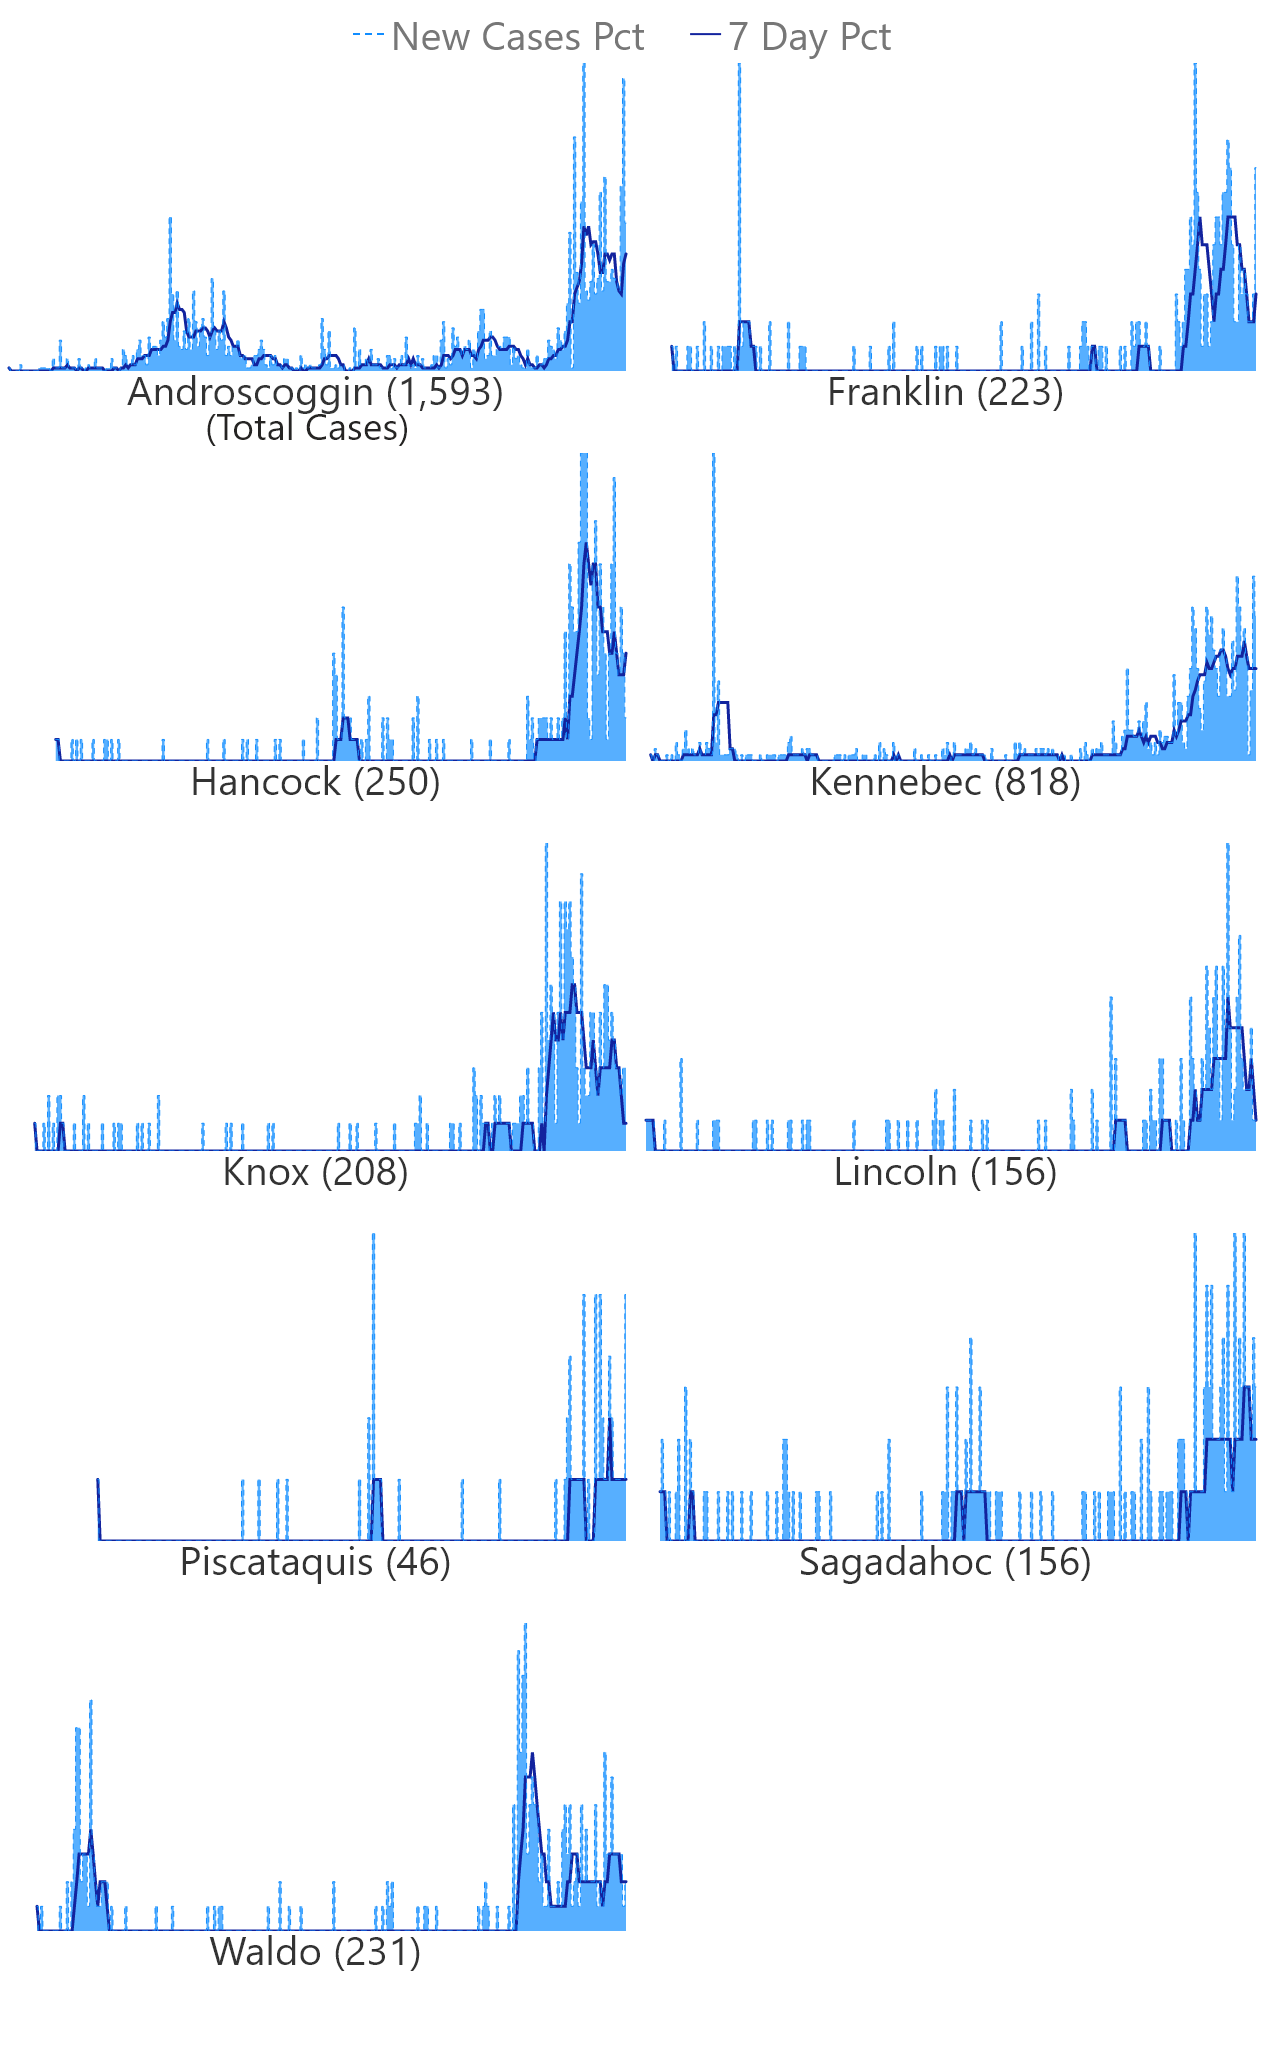 New Cases Pct 7 Day Pct
Androscoggin (1,593)
(Total Cases)
Franklin (223)
Hancock (250)
Kennebec (818)
Knox (208)
Lincoln (156)
Piscataquis (46)
Sagadahoc (156)
Waldo (231)